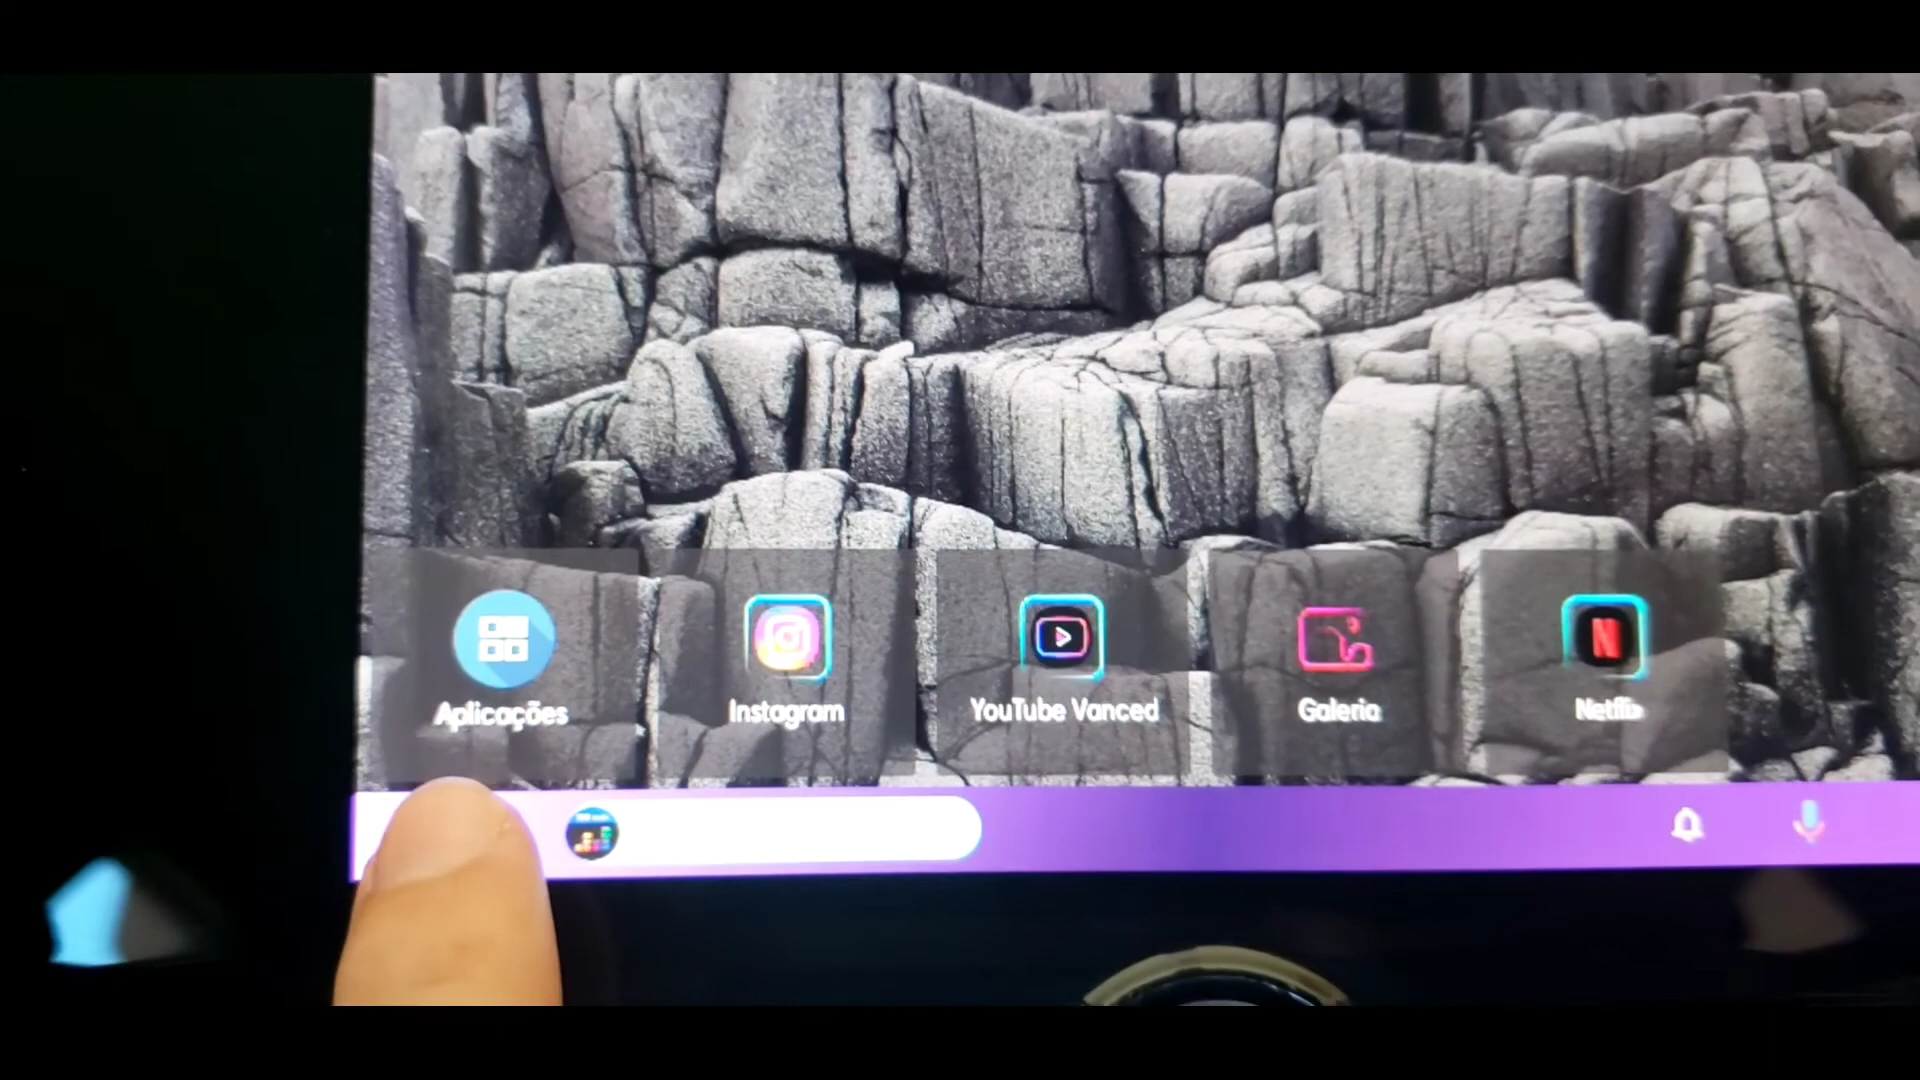 Aplicações
Instagram
YouTube Vanced
Galeria
Netflix